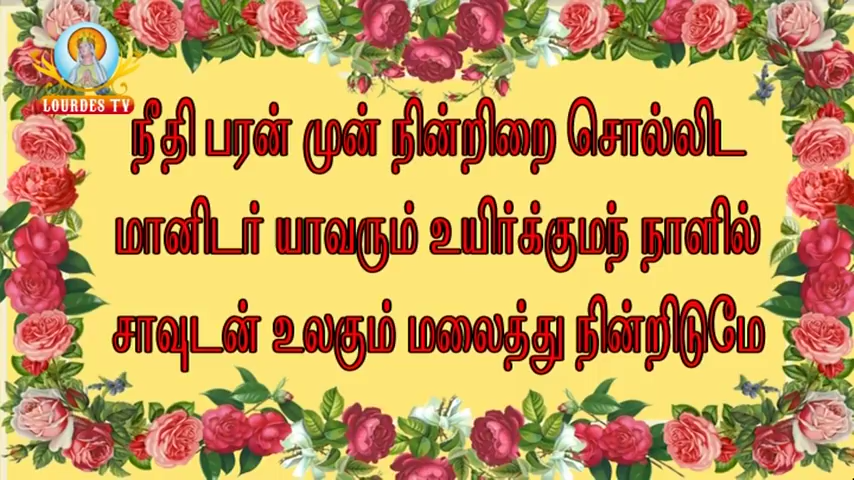 LOURDES TV
நீதி பரன் முன் நின்றிறை சொல்லிட
மானிடர் யாவரும் உயிர்க்குமந் நாளில்
சாவுடன் உலகும் மலைத்து நின்றிடுமே